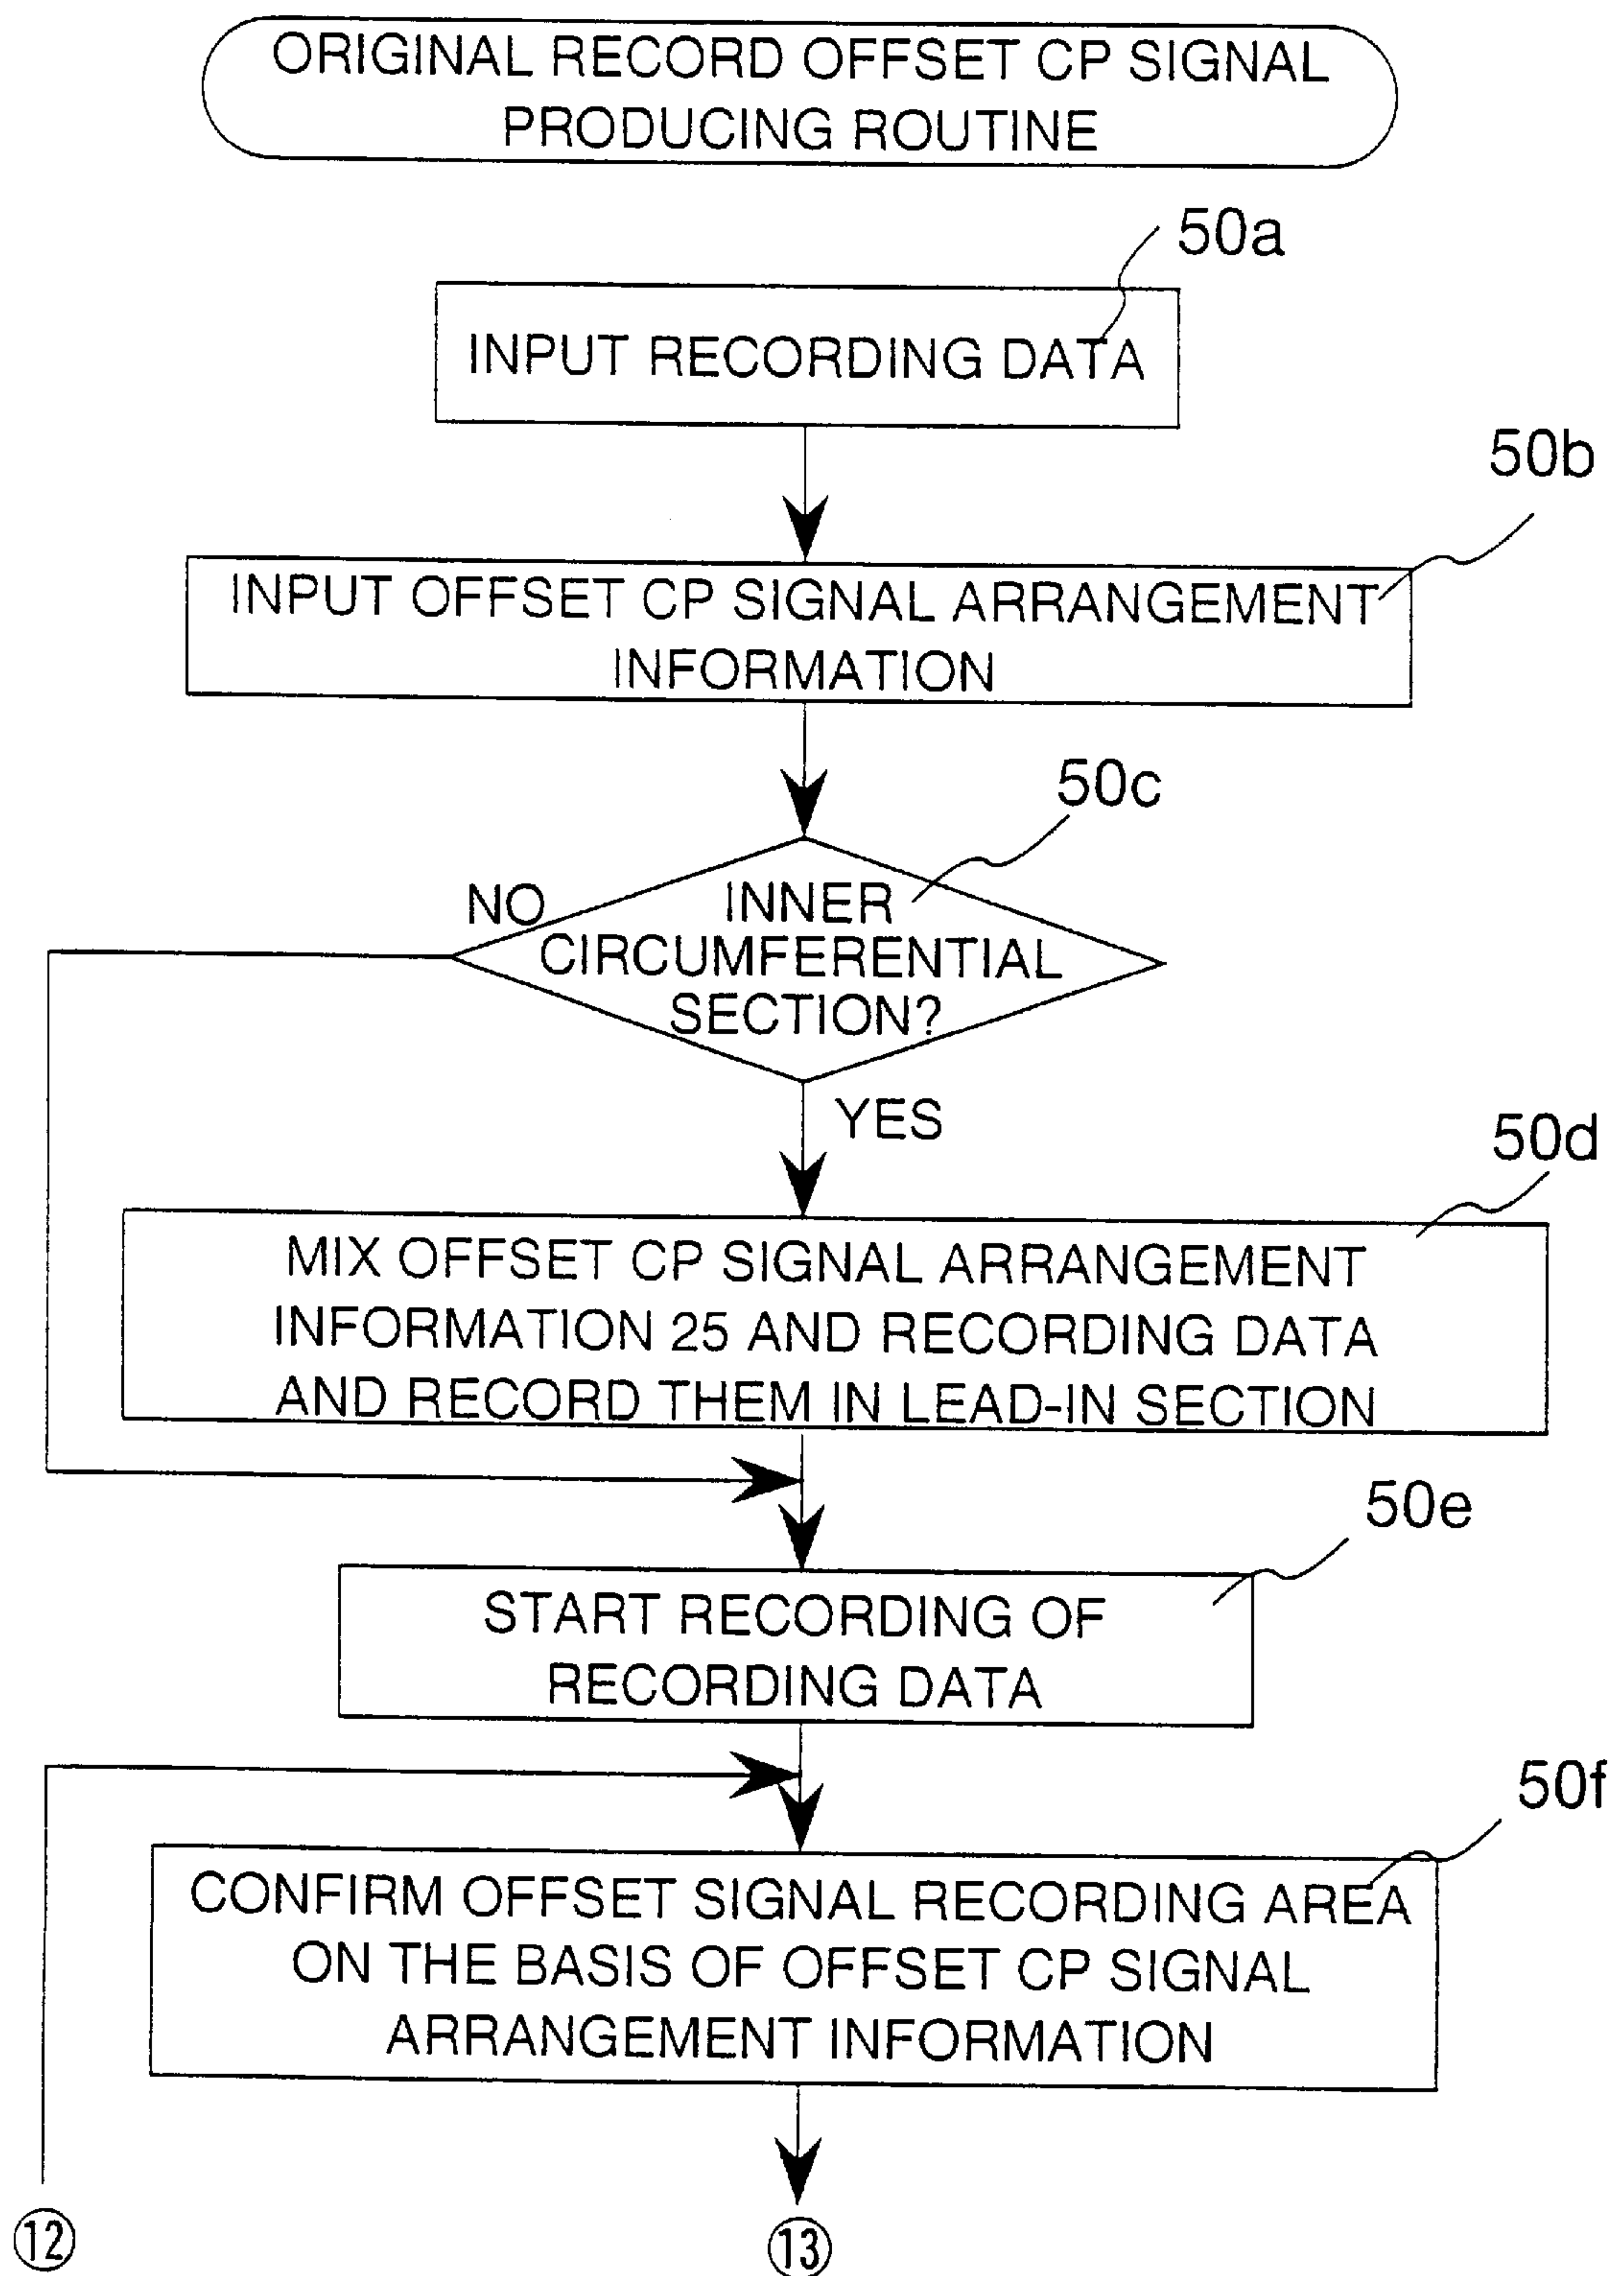 ORIGINAL RECORD OFFSET CP SIGNAL
PRODUCING ROUTINE
50a
INPUT RECORDING DATA
50b
INPUT OFFSET CP SIGNAL ARRANGEMENT
INFORMATION
50c
NO
INNER
CIRCUMFERENTIAL
SECTION?
YES
50d
MIX OFFSET CP SIGNAL ARRANGEMENT
INFORMATION 25 AND RECORDING DATA
AND RECORD THEM IN LEAD-IN SECTION
50e
START RECORDING OF
RECORDING DATA
50f
CONFIRM OFFSET SIGNAL RECORDING AREA
ON THE BASIS OF OFFSET CP SIGNAL
ARRANGEMENT INFORMATION
⑫
⑬